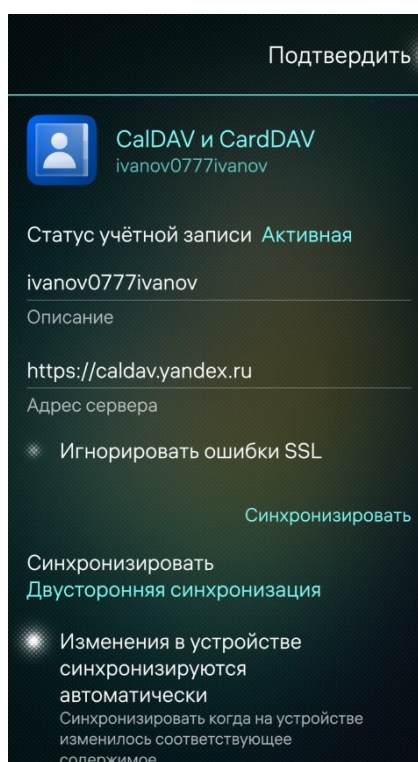 Подтвердить
CalDAV и CardDAV
ivanov0777ivanov
Статус учётной записи Активная
ivanov0777ivanov
Описание
https://caldav.yandex.ru
Адрес сервера
Игнорировать ошибки SSL
Синхронизировать
Синхронизировать
Двусторонняя синхронизация
Изменения в устройстве
синхронизируются
автоматически
Синхронизировать когда на устройстве
изменилось соответствующее
содержимое